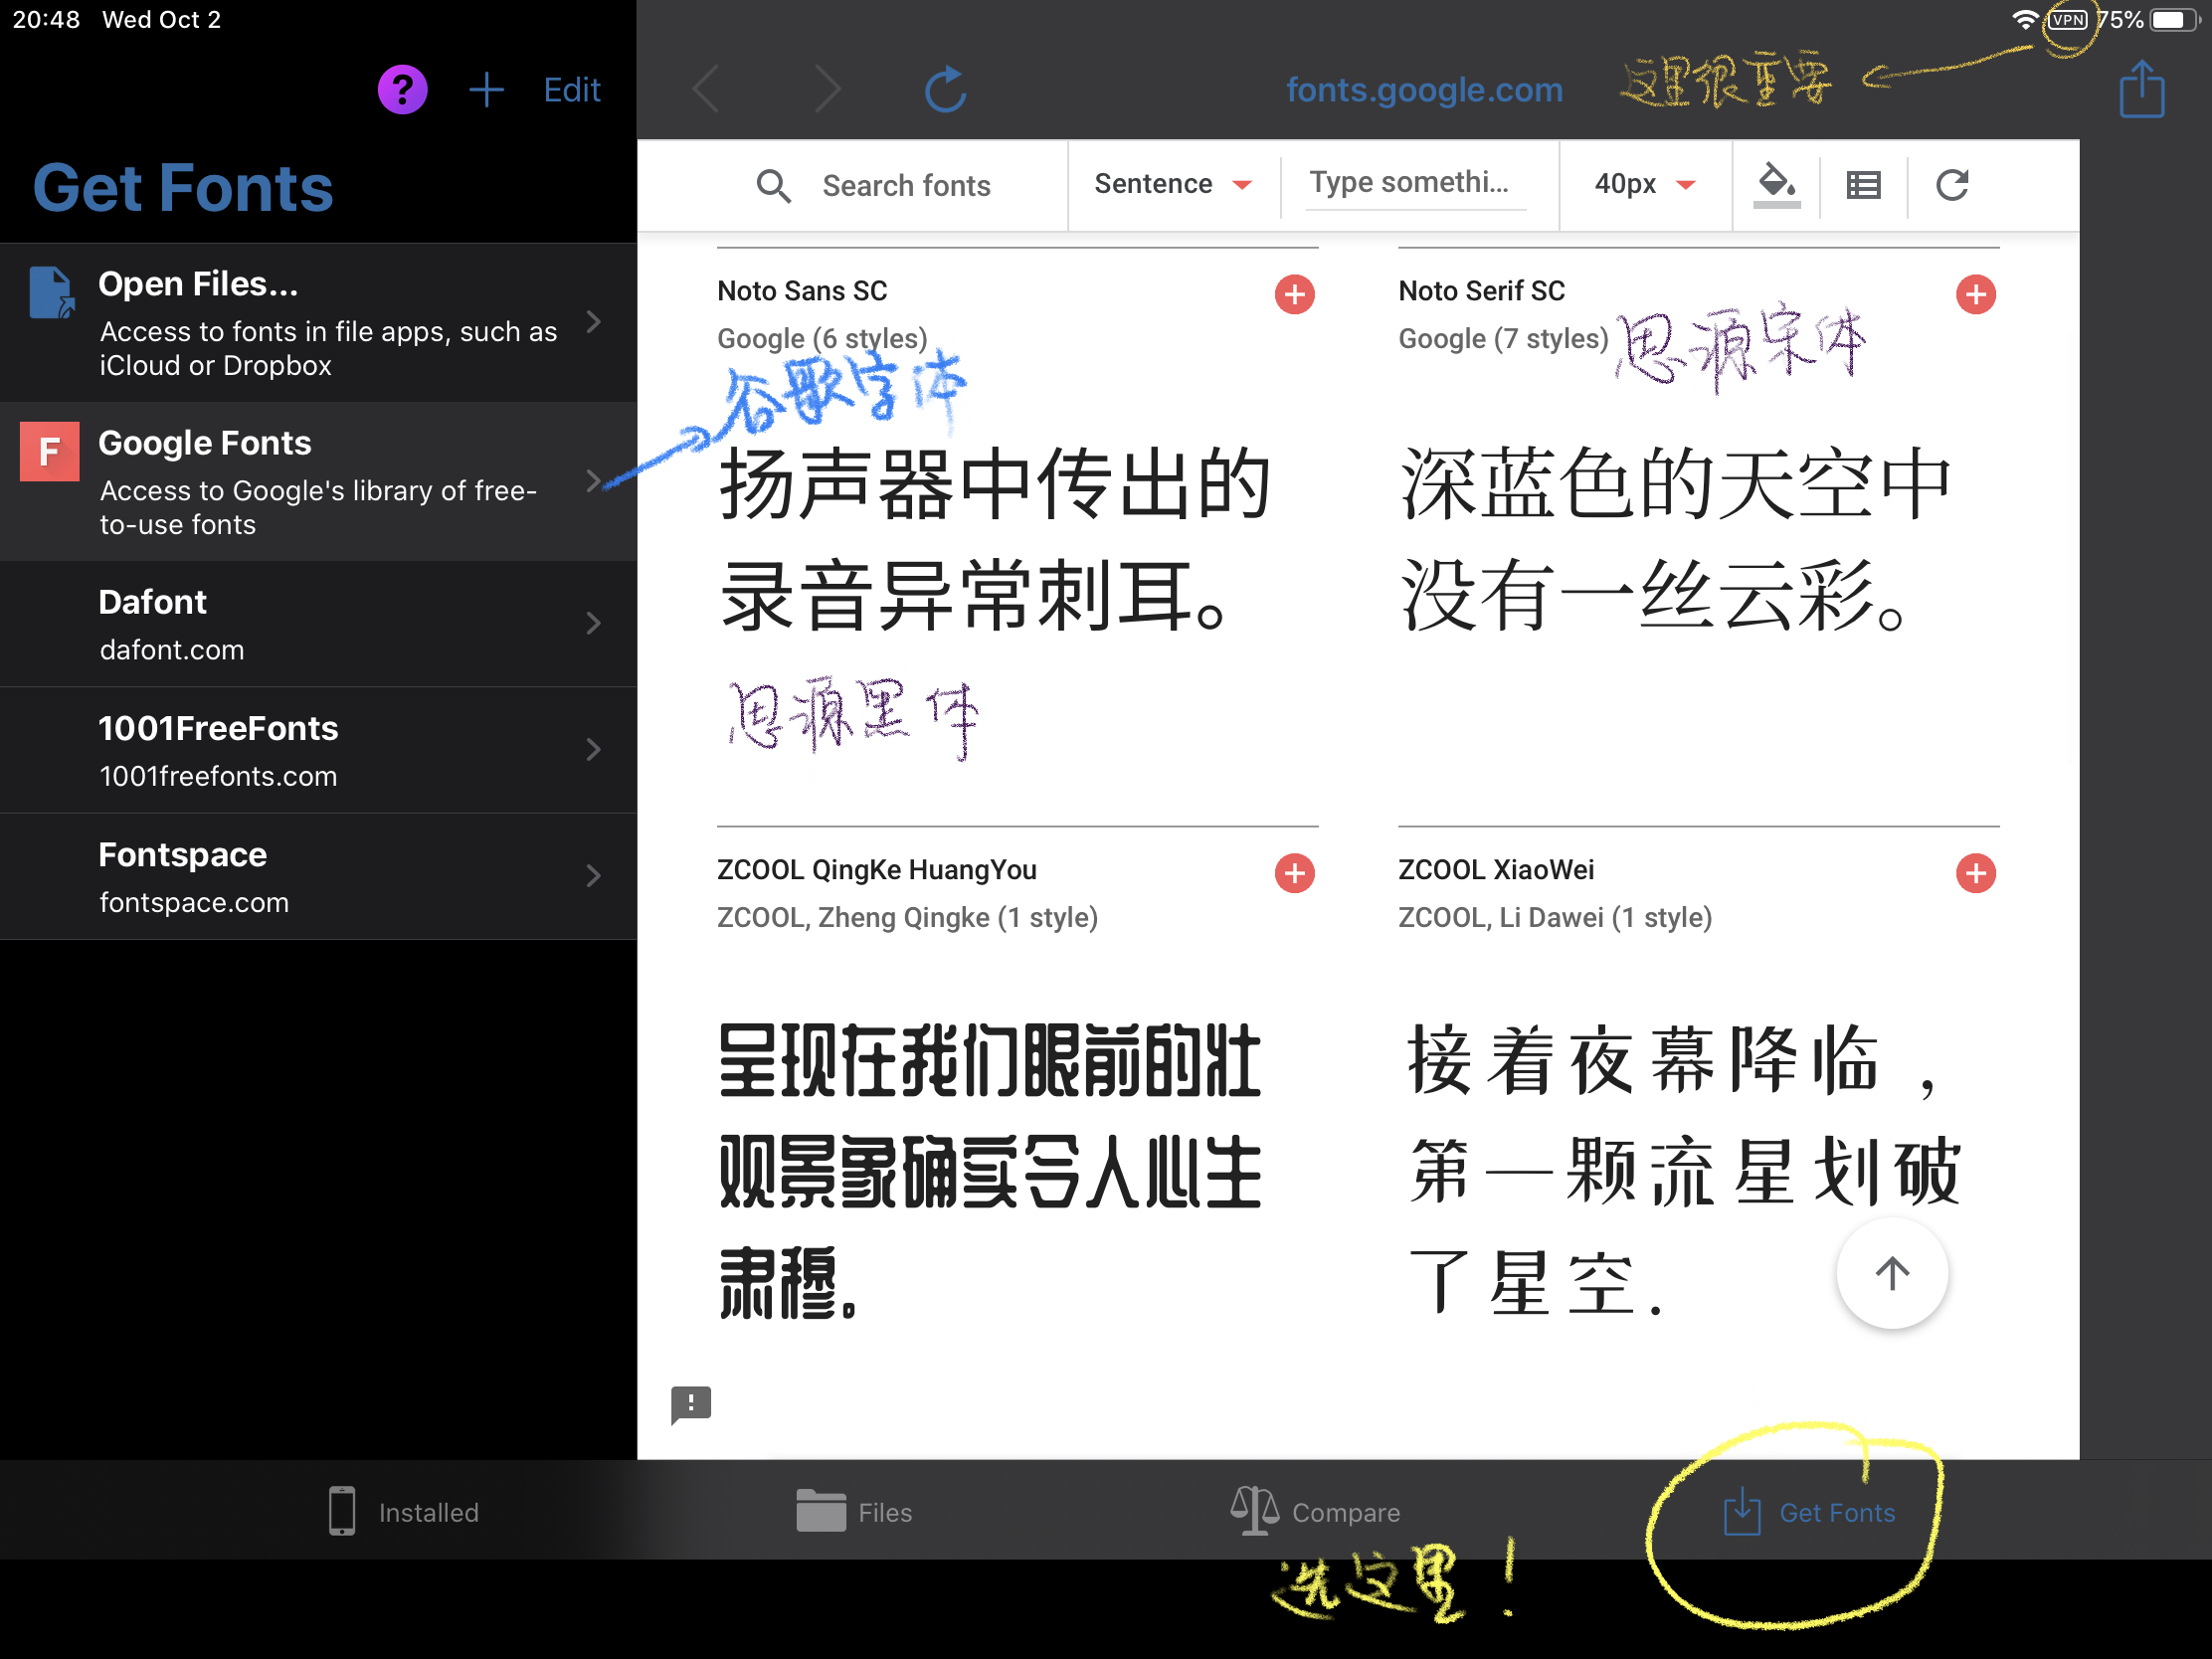 20:48 Wed Oct 2
VPN 75%
? + Edit
fonts.google.com
这里很重要
Get Fonts
Open Files...
Access to fonts in file apps, such as
iCloud or Dropbox
F
Google Fonts
Access to Google's library of free-
to-use fonts
Dafont
dafont.com
1001FreeFonts
1001freefonts.com
Fontspace
fontspace.com
Search fonts
Sentence
Type somethi...
40px
Noto Sans SC
Google (6 styles)
谷歌字体
扬声器中传出的
录音异常刺耳。
思源黑体
Noto Serif SC
Google (7 styles)
思源宋体
深蓝色的天空中
没有一丝云彩。
ZCOOL QingKe HuangYou
ZCOOL, Zheng Qingke (1 style)
呈现在我们眼前的壮
观景象确实令人心生
肃穆。
ZCOOL XiaoWei
ZCOOL, Li Dawei (1 style)
接着夜幕降临，
第一颗流星划破
了星空.
Installed
Files
Compare
Get Fonts
选这里！